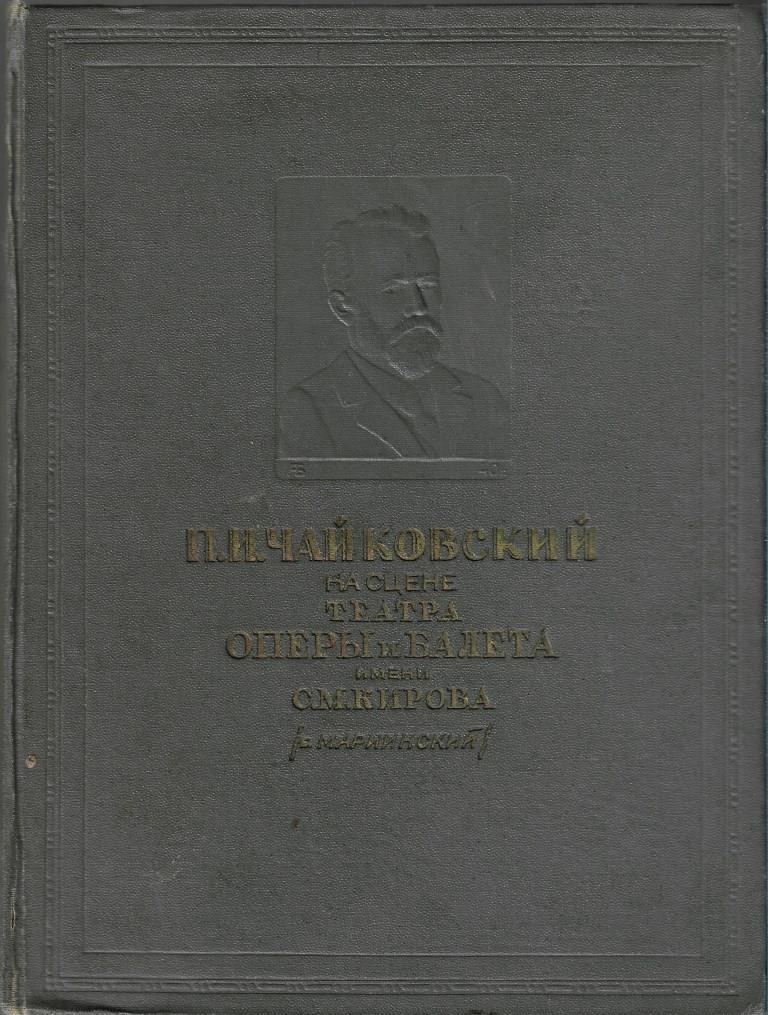 П.И.ЧАЙКОВСКИЙ
НА СЦЕНЕ
ТЕАТРА
ОПЕРЫ и БАЛЕТА
ИМЕНИ
С.М.КИРОВА
/б. МАРИИНСКИЙ/